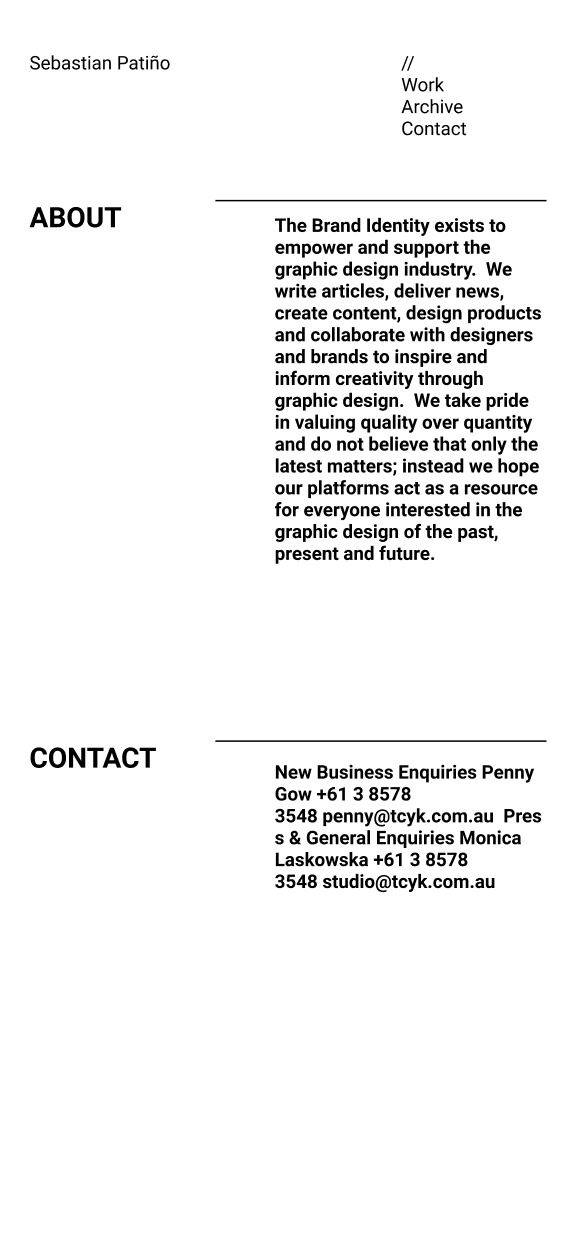 Sebastian Patiño
//
Work
Archive
Contact
ABOUT
The Brand Identity exists to
empower and support the
graphic design industry.  We
write articles, deliver news,
create content, design products
and collaborate with designers
and brands to inspire and
inform creativity through
graphic design.  We take pride
in valuing quality over quantity
and do not believe that only the
latest matters; instead we hope
our platforms act as a resource
for everyone interested in the
graphic design of the past,
present and future.
CONTACT
New Business Enquiries Penny
Gow +61 3 8578
3548 penny@tcyk.com.au  Pres
s & General Enquiries Monica
Laskowska +61 3 8578
3548 studio@tcyk.com.au